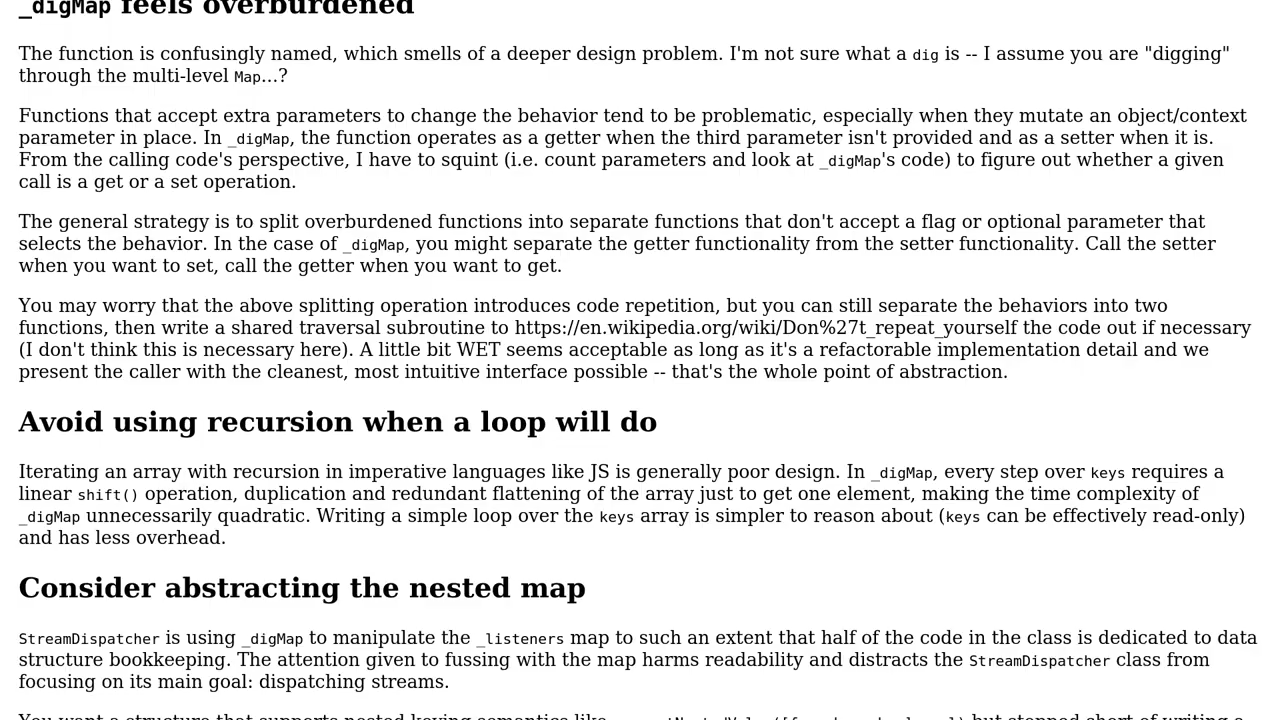 _digMap feels overburdened
The function is confusingly named, which smells of a deeper design problem. I'm not sure what a dig is -- I assume you are "digging"
through the multi-level Map...?
Functions that accept extra parameters to change the behavior tend to be problematic, especially when they mutate an object/context
parameter in place. In _digMap, the function operates as a getter when the third parameter isn't provided and as a setter when it is.
From the calling code's perspective, I have to squint (i.e. count parameters and look at _digMap's code) to figure out whether a given
call is a get or a set operation.
The general strategy is to split overburdened functions into separate functions that don't accept a flag or optional parameter that
selects the behavior. In the case of _digMap, you might separate the getter functionality from the setter functionality. Call the setter
when you want to set, call the getter when you want to get.
You may worry that the above splitting operation introduces code repetition, but you can still separate the behaviors into two
functions, then write a shared traversal subroutine to https://en.wikipedia.org/wiki/Don%27t_repeat_yourself the code out if necessary
(I don't think this is necessary here). A little bit WET seems acceptable as long as it's a refactorable implementation detail and we
present the caller with the cleanest, most intuitive interface possible -- that's the whole point of abstraction.
Avoid using recursion when a loop will do
Iterating an array with recursion in imperative languages like JS is generally poor design. In _digMap, every step over keys requires a
linear shift() operation, duplication and redundant flattening of the array just to get one element, making the time complexity of
_digMap unnecessarily quadratic. Writing a simple loop over the keys array is simpler to reason about (keys can be effectively read-only)
and has less overhead.
Consider abstracting the nested map
StreamDispatcher is using _digMap to manipulate the _listeners map to such an extent that half of the code in the class is dedicated to data
structure bookkeeping. The attention given to fussing with the map harms readability and distracts the StreamDispatcher class from
focusing on its main goal: dispatching streams.
You want a structure that supports nested keying semantics like
but stopped short of writing a